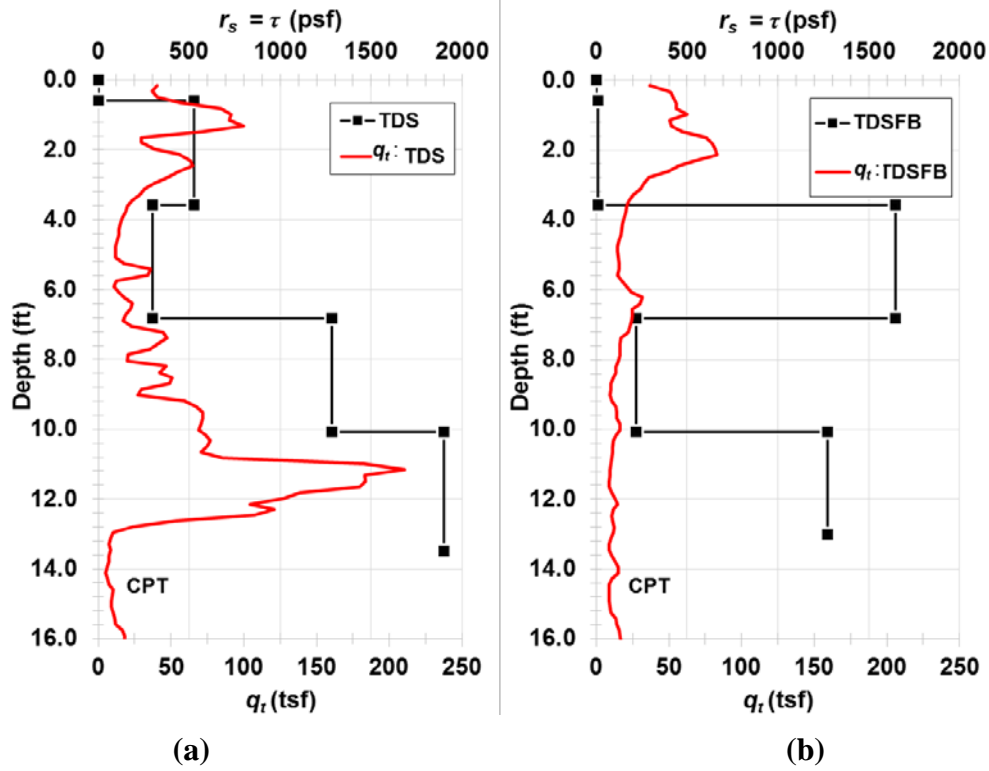 r_s = τ (psf)
0 500 1000 1500 2000
0.0
2.0
4.0
6.0
8.0
10.0
12.0
14.0
16.0
Depth (ft)
TDS
q_t: TDS
CPT
0 50 100 150 200 250
q_t (tsf)
(a)
r_s = τ (psf)
0 500 1000 1500 2000
0.0
2.0
4.0
6.0
8.0
10.0
12.0
14.0
16.0
Depth (ft)
TDSFB
q_t: TDSFB
CPT
0 50 100 150 200 250
q_t (tsf)
(b)